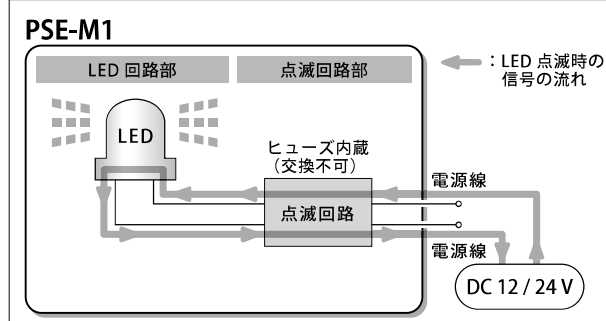 PSE-M1
LED 回路部
点滅回路部
：LED 点滅時の
信号の流れ
LED
ヒューズ内蔵
（交換不可）
点滅回路
電源線
電源線
DC 12 / 24 V